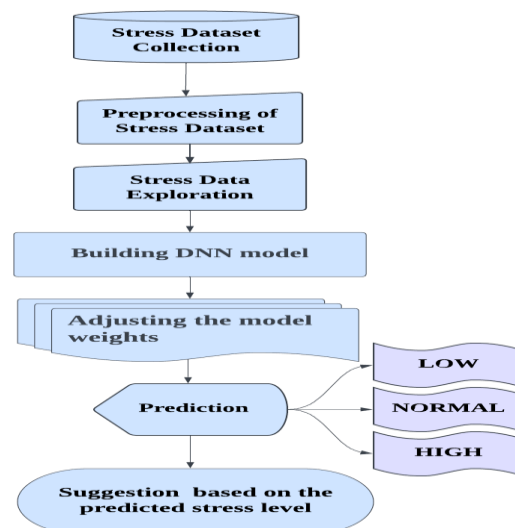 Stress Dataset
Collection
Preprocessing of
Stress Dataset
Stress Data
Exploration
Building DNN model
Adjusting the model
weights
Prediction
LOW
NORMAL
HIGH
Suggestion based on the
predicted stress level